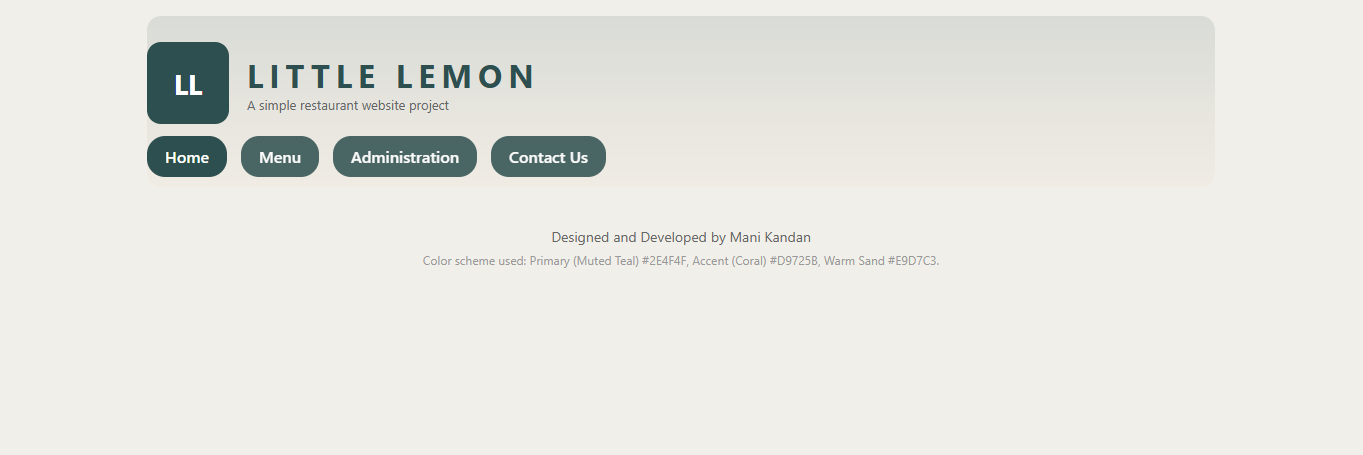 LL
LITTLE LEMON
A simple restaurant website project
Home Menu Administration Contact Us
Designed and Developed by Mani Kandan
Color scheme used: Primary (Muted Teal) #2E4F4F, Accent (Coral) #D9725B, Warm Sand #E9D7C3.